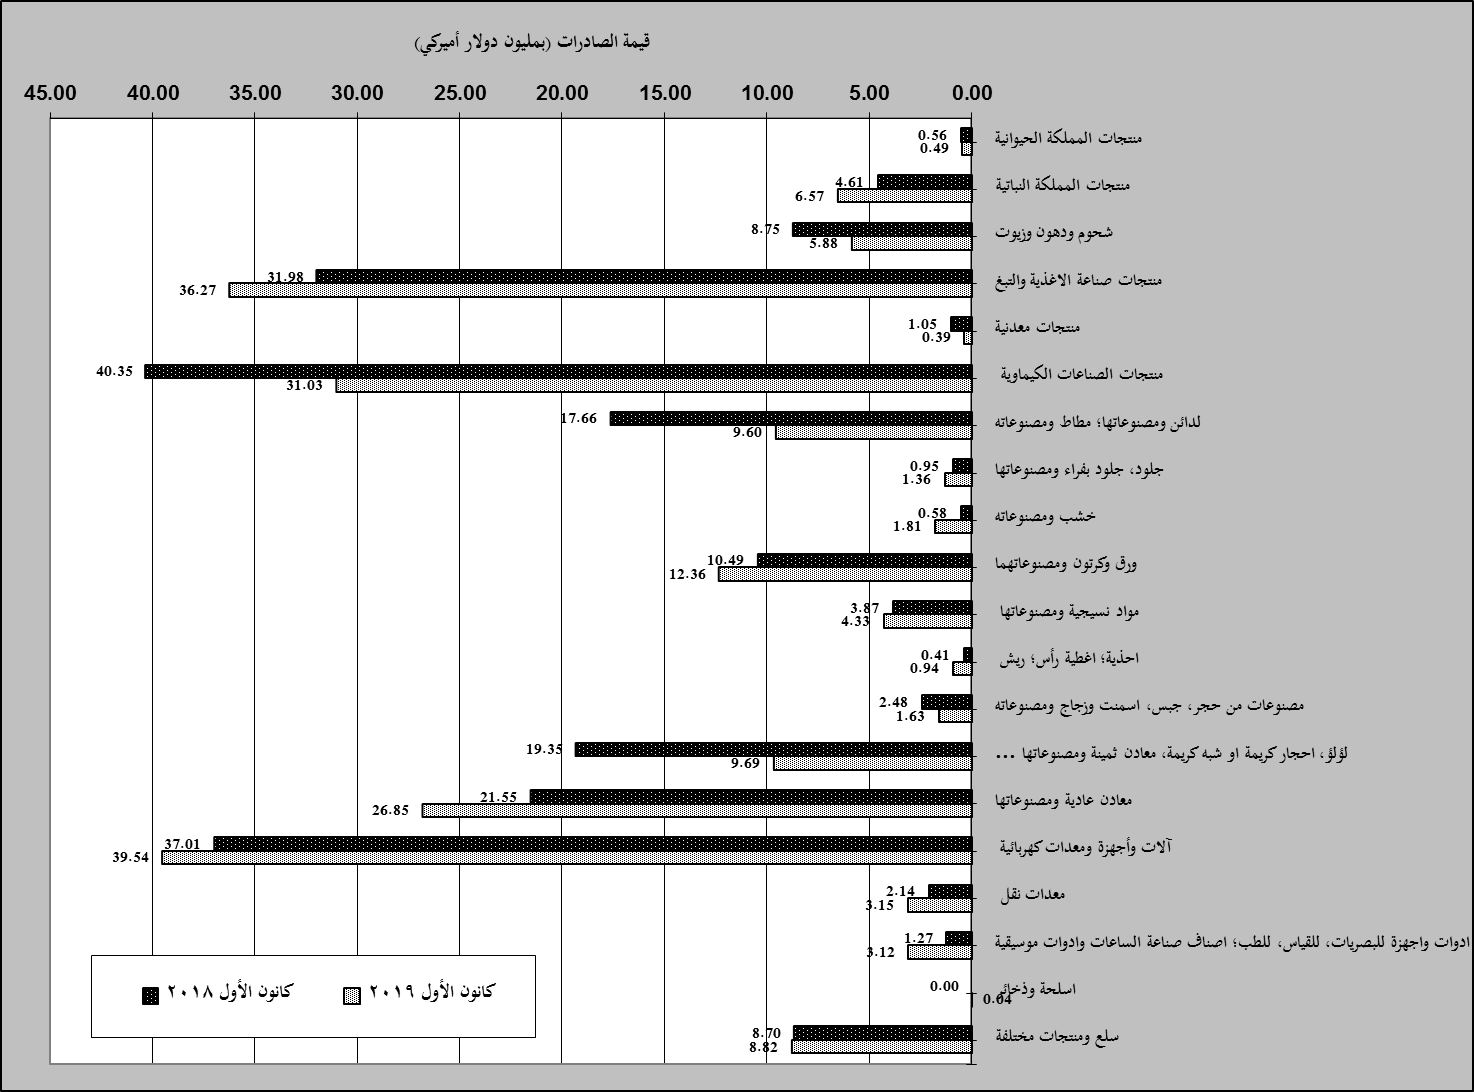 قيمة الصادرات (بمليون دولار أميركي)
45.00 40.00 35.00 30.00 25.00 20.00 15.00 10.00 5.00 0.00
منتجات المملكة الحيوانية
0.56
0.49
منتجات المملكة النباتية
4.61
6.57
شحوم ودهون وزيوت
8.75
5.88
منتجات صناعة الاغذية والتبغ
31.98
36.27
منتجات معدنية
1.05
0.39
منتجات الصناعات الكيماوية
40.35
31.03
لدائن ومصنوعاتها؛ مطاط ومصنوعاته
17.66
9.60
جلود، جلود بفراء ومصنوعاتها
0.95
1.36
خشب ومصنوعاته
0.58
1.81
ورق وكرتون ومصنوعاتهما
10.49
12.36
مواد نسيجية ومصنوعاتها
3.87
4.33
احذية؛ اغطية رأس؛ ريش
0.41
0.94
مصنوعات من حجر، جبس، اسمنت وزجاج ومصنوعاته
2.48
1.63
لؤلؤ، احجار كريمة او شبه كريمة، معادن ثمينة ومصنوعاتها ...
19.35
9.69
معادن عادية ومصنوعاتها
21.55
26.85
آلات وأجهزة ومعدات كهربائية
37.01
39.54
معدات نقل
2.14
3.15
ادوات واجهزة للبصريات، للقياس، للطب؛ اصناف صناعة الساعات وادوات موسيقية
1.27
3.12
اسلحة وذخائر
0.00
0.04
سلع ومنتجات مختلفة
8.70
8.82
كانون الأول ٢٠١٩ كانون الأول ٢٠١٨